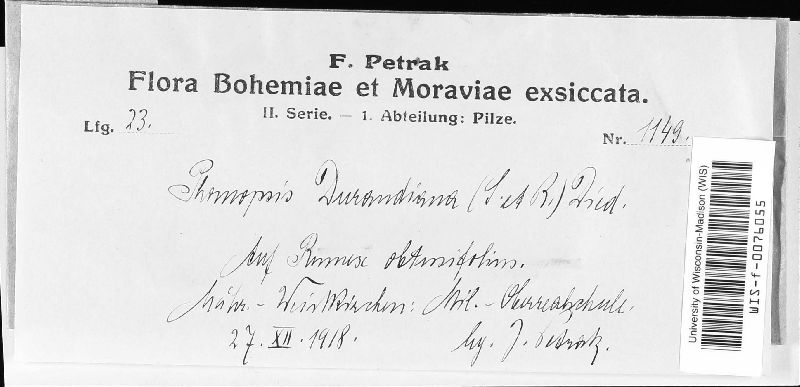 F. Petrak
Flora Bohemiae et Moraviae exsiccata.
II. Serie. — 1. Abteilung: Pilze.
Lfg. 23.
Nr. 1149.
Phomopsis Durandiana (S. et R.) Died.
Auf Rumex obtusifolius.
Mähr. - Weisskirchen: Mil. - Oberrealschule.
27. XII. 1918. lg. J. Petrak.
University of Wisconsin-Madison (WIS)
WIS-f-0076055